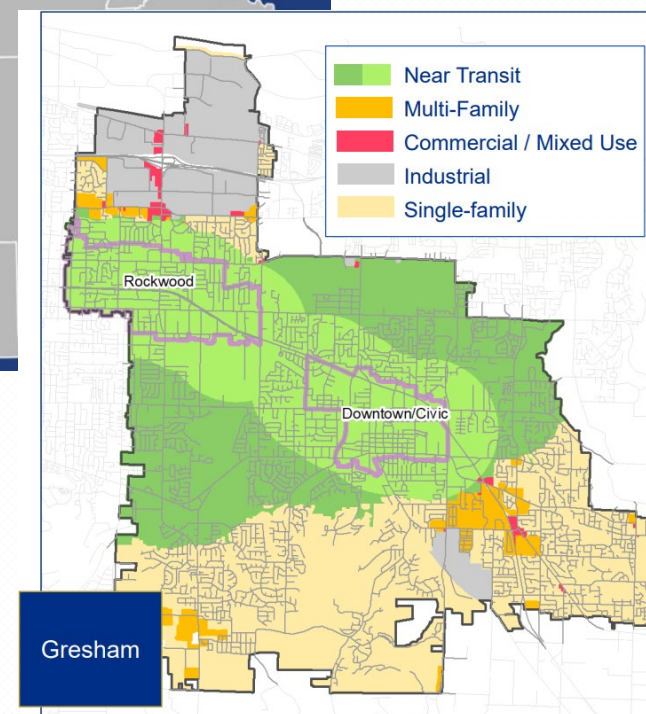 Near Transit
Multi-Family
Commercial / Mixed Use
Industrial
Single-family
Rockwood
Downtown/Civic
Gresham